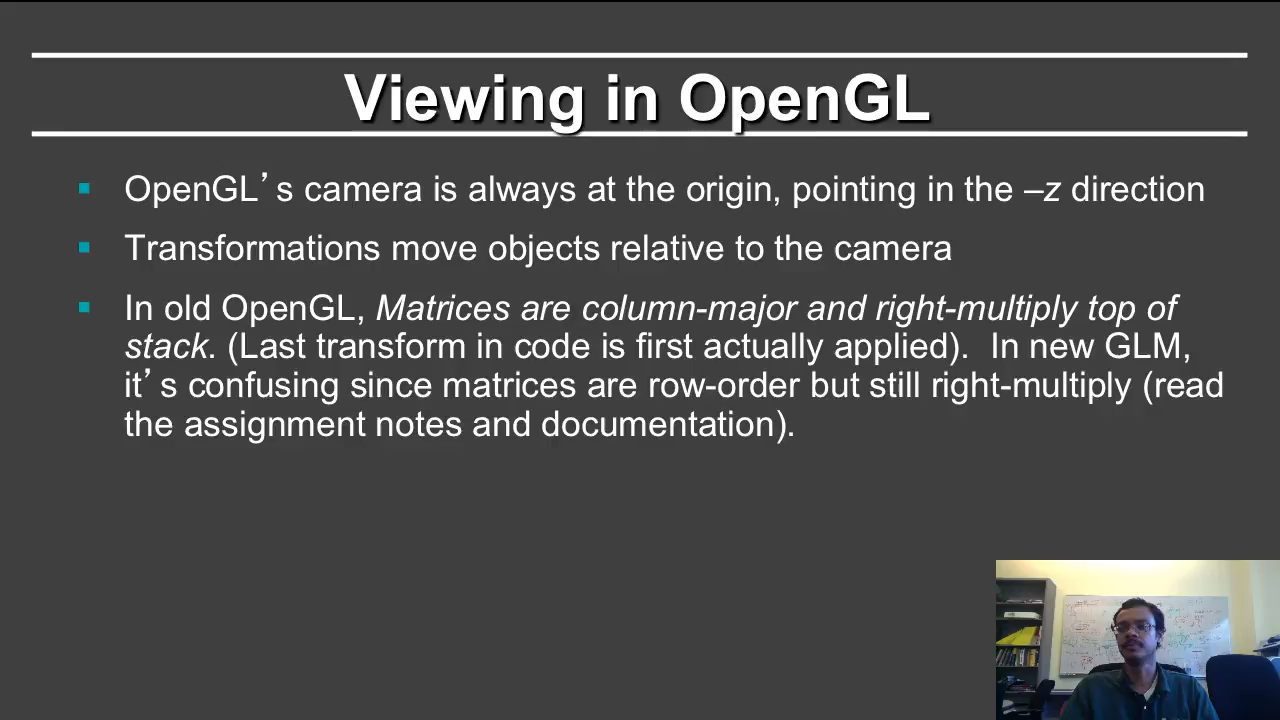 Viewing in OpenGL
OpenGL’s camera is always at the origin, pointing in the –z direction
Transformations move objects relative to the camera
In old OpenGL, Matrices are column-major and right-multiply top of
stack. (Last transform in code is first actually applied). In new GLM,
it’s confusing since matrices are row-order but still right-multiply (read
the assignment notes and documentation).